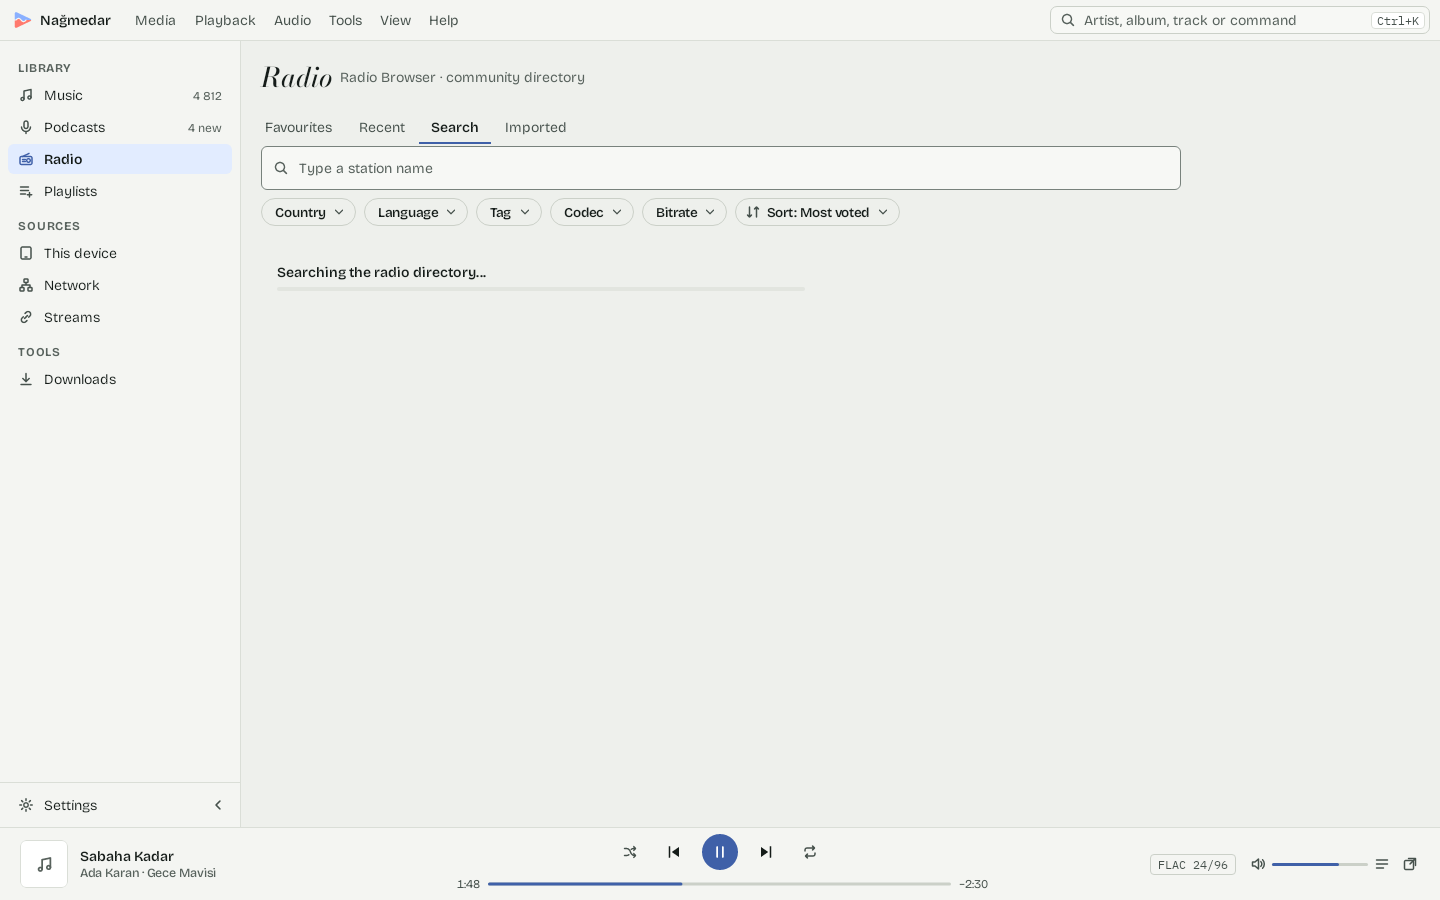 Nağmedar Media Playback Audio Tools View Help
Artist, album, track or command Ctrl+K
LIBRARY
Music 4 812
Podcasts 4 new
Radio
Playlists
SOURCES
This device
Network
Streams
TOOLS
Downloads
Settings
Radio Radio Browser · community directory
Favourites Recent Search Imported
Type a station name
Country Language Tag Codec Bitrate Sort: Most voted
Searching the radio directory...
Sabaha Kadar
Ada Karan · Gece Mavisi
1:48 −2:30
FLAC 24/96